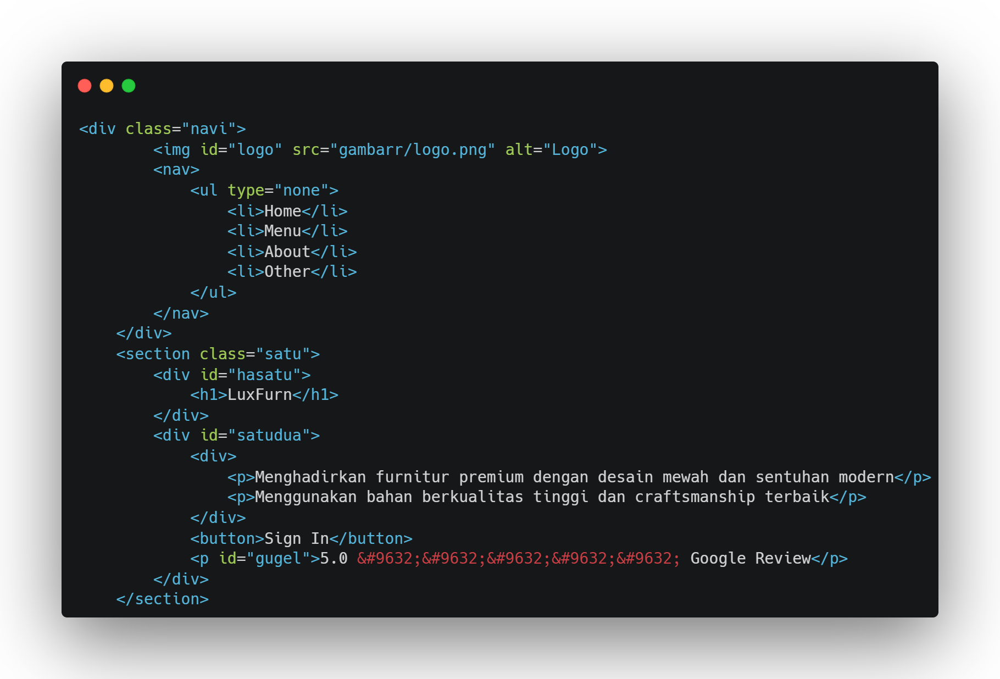 <div class="navi">
        <img id="logo" src="gambarr/logo.png" alt="Logo">
        <nav>
            <ul type="none">
                <li>Home</li>
                <li>Menu</li>
                <li>About</li>
                <li>Other</li>
            </ul>
        </nav>
    </div>
    <section class="satu">
        <div id="hasatu">
            <h1>LuxFurn</h1>
        </div>
        <div id="satudua">
            <div>
                <p>Menghadirkan furnitur premium dengan desain mewah dan sentuhan modern</p>
                <p>Menggunakan bahan berkualitas tinggi dan craftsmanship terbaik</p>
            </div>
            <button>Sign In</button>
            <p id="gugel">5.0 &#9632;&#9632;&#9632;&#9632;&#9632; Google Review</p>
        </div>
    </section>